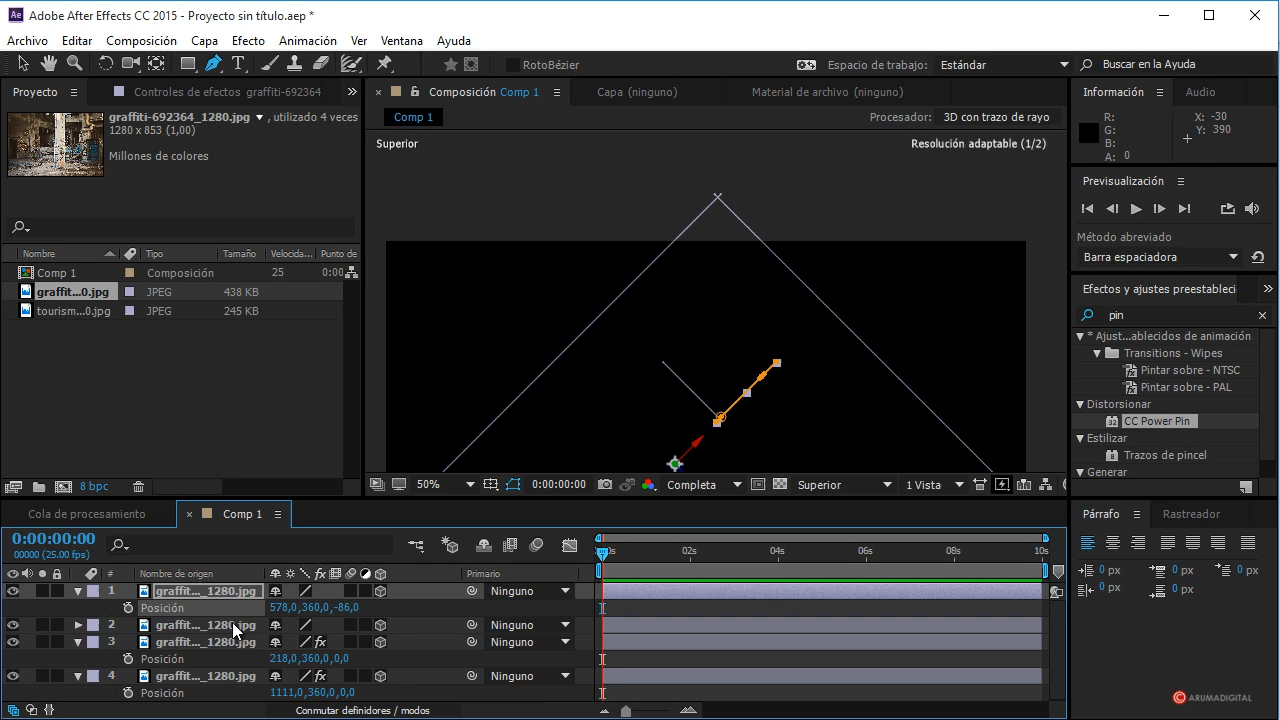 Ae Adobe After Effects CC 2015 - Proyecto sin título.aep *
Archivo Editar Composición Capa Efecto Animación Ver Ventana Ayuda
RotoBézier
Espacio de trabajo: Estándar
Buscar en la Ayuda
Proyecto
Controles de efectos graffiti-692364
graffiti-692364_1280.jpg , utilizado 4 veces
1280 x 853 (1,00)
Millones de colores
Nombre Tipo Tamaño Velocida... Punto de
Comp 1 Composición 25 0:00
graffit...0.jpg JPEG 438 KB
tourism...0.jpg JPEG 245 KB
8 bpc
Composición Comp 1
Capa (ninguno)
Material de archivo (ninguno)
Comp 1
Procesador: 3D con trazo de rayo
Superior
Resolución adaptable (1/2)
50% 0:00:00:00 Completa Superior 1 Vista
Información Audio
R: X: -30
G: Y: 390
B:
A: 0
Previsualización
Método abreviado
Barra espaciadora
Efectos y ajustes preestableci
pin
* Ajust...ablecidos de animación
Transitions - Wipes
Pintar sobre - NTSC
Pintar sobre - PAL
Distorsionar
32 CC Power Pin
Estilizar
Trazos de pincel
Generar
Cola de procesamiento
Comp 1
0:00:00:00
00000 (25.00 fps)
# Nombre de origen fx Primario
02s 04s 06s 08s 10s
1 graffit..._1280.jpg Ninguno
Posición 578,0,360,0,-86,0
2 graffit..._1280.jpg Ninguno
3 graffit..._1280.jpg fx Ninguno
Posición 218,0,360,0,0,0
4 graffit..._1280.jpg fx Ninguno
Posición 1111,0,360,0,0,0
Conmutar definidores / modos
Párrafo Rastreador
0 px 0 px 0 px
0 px 0 px
C ARUMADIGITAL